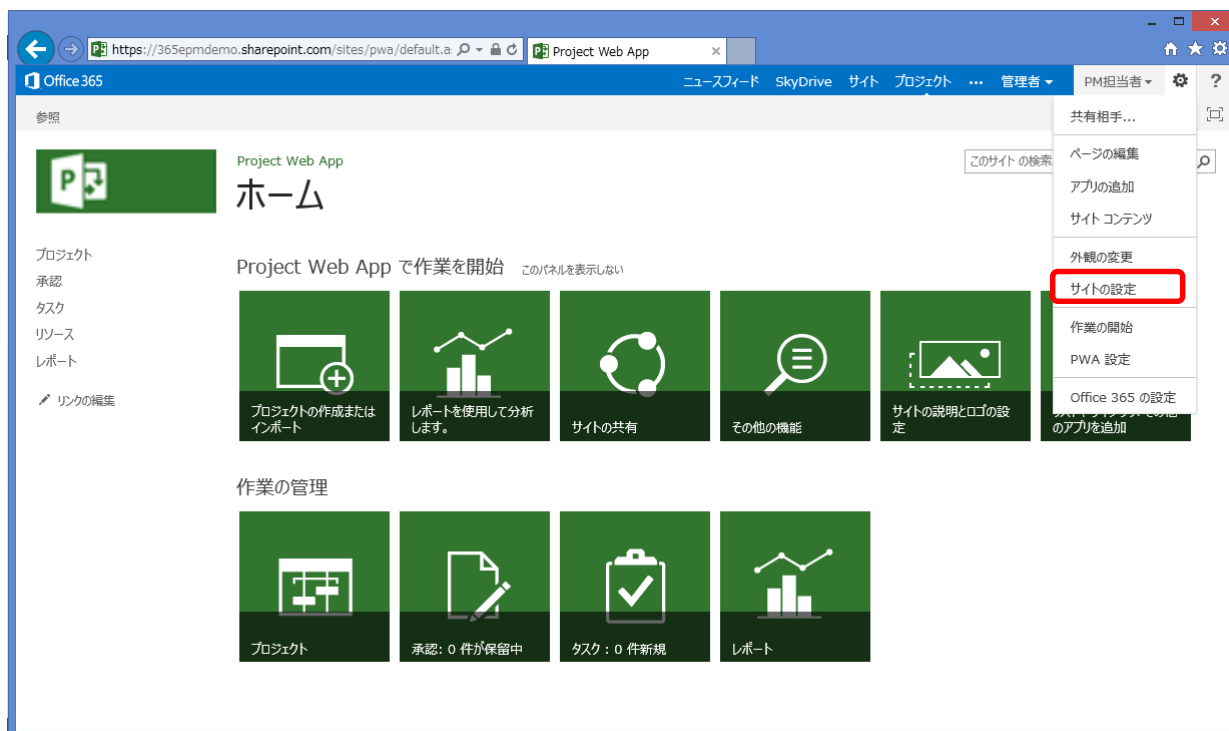 https://365epmdemo.sharepoint.com/sites/pwa/default.a
Project Web App
Office 365
ニュースフィード SkyDrive サイト プロジェクト ... 管理者 PM担当者 ?
参照
共有相手...
ページの編集
アプリの追加
サイト コンテンツ
外観の変更
サイトの設定
作業の開始
PWA 設定
Office 365 の設定
Project Web App
ホーム
このサイト の検索
プロジェクト
承認
タスク
リソース
レポート
リンクの編集
Project Web App で作業を開始 このパネルを表示しない
プロジェクトの作成または
インポート
レポートを使用して分析
します。
サイトの共有
その他の機能
サイトの説明とロゴの設
定
のアプリを追加
作業の管理
プロジェクト
承認: 0 件が保留中
タスク : 0 件新規
レポート